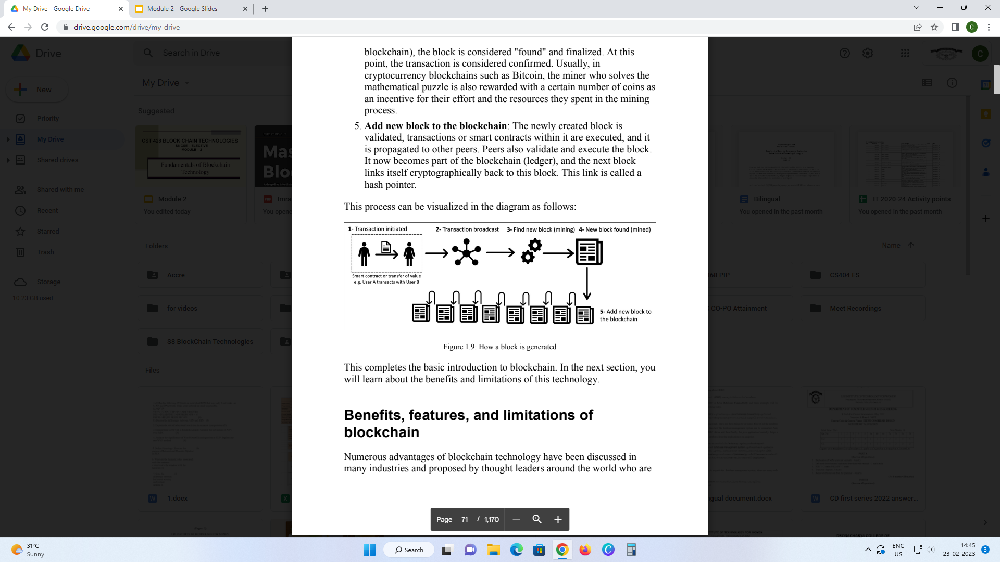 My Drive - Google Drive
Module 2 - Google Slides
drive.google.com/drive/my-drive
C
Drive
Search in Drive
C
New
Priority
My Drive
Shared drives
Shared with me
Recent
Starred
Trash
Storage
10.23 GB used
My Drive
Suggested
CST 428 BLOCK CHAIN TECHNOLOGIES
S8 CSE – ELECTIVE
MODULE – 2
Fundamentals of Blockchain
Technology
Module 2
You edited today
Mas
Blo
PDF
Imra
You opene
Bilingual
You opened in the past month
IT 2020-24 Activity points
You opened in the past month
Folders
Name
Accre
68 PIP
CS404 ES
for videos
CO-PO Attainment
Meet Recordings
S8 BlockChain Technologies
Files
1.docx
gual document.docx
CD first series 2022 answer...
blockchain), the block is considered "found" and finalized. At this
point, the transaction is considered confirmed. Usually, in
cryptocurrency blockchains such as Bitcoin, the miner who solves the
mathematical puzzle is also rewarded with a certain number of coins as
an incentive for their effort and the resources they spent in the mining
process.
5. Add new block to the blockchain: The newly created block is
validated, transactions or smart contracts within it are executed, and it
is propagated to other peers. Peers also validate and execute the block.
It now becomes part of the blockchain (ledger), and the next block
links itself cryptographically back to this block. This link is called a
hash pointer.
This process can be visualized in the diagram as follows:
1- Transaction initiated
2- Transaction broadcast
3- Find new block (mining)
4- New block found (mined)
Smart contract or transfer of value
e.g. User A transacts with User B
5- Add new block to
the blockchain
Figure 1.9: How a block is generated
This completes the basic introduction to blockchain. In the next section, you
will learn about the benefits and limitations of this technology.
Benefits, features, and limitations of
blockchain
Numerous advantages of blockchain technology have been discussed in
many industries and proposed by thought leaders around the world who are
Page 71 / 1,170
31°C
Sunny
Search
ENG
US
14:45
23-02-2023
3